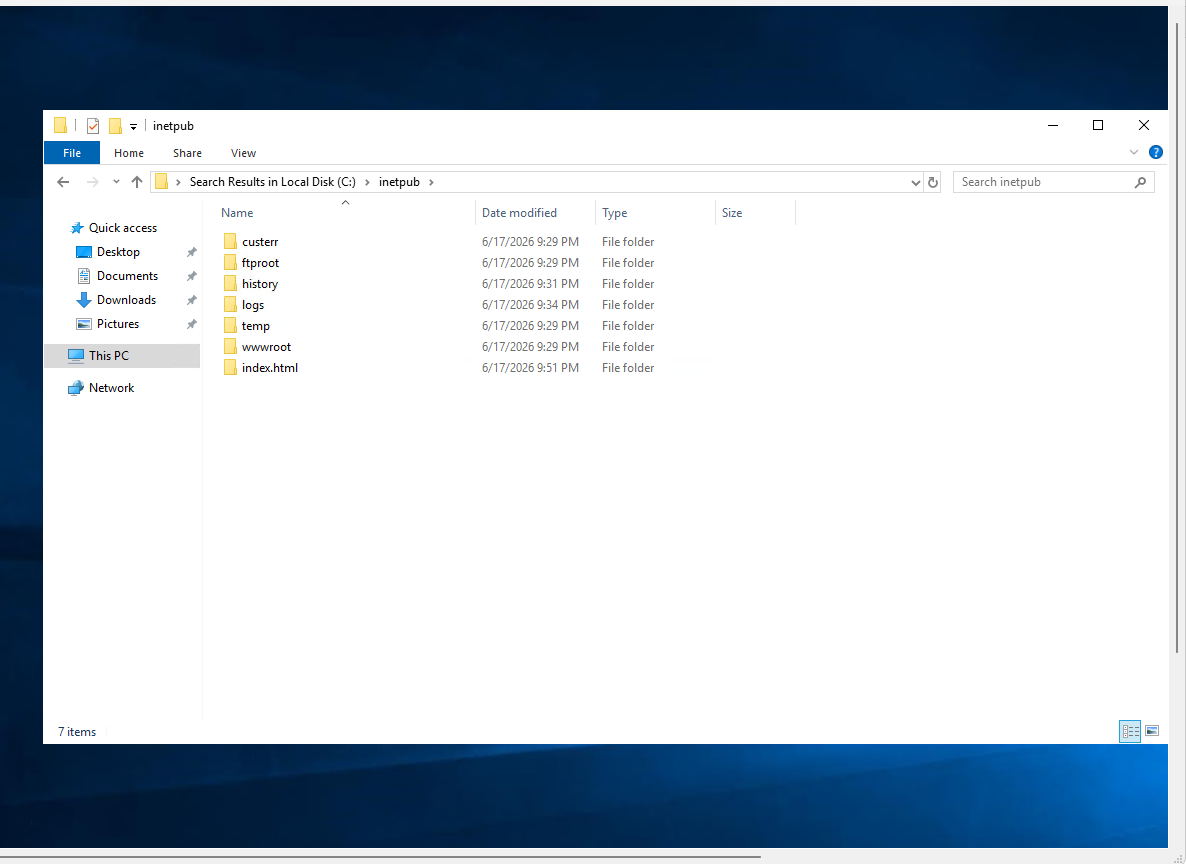 inetpub
File Home Share View
Search Results in Local Disk (C:) inetpub
Search inetpub
Name Date modified Type Size
Quick access
Desktop
Documents
Downloads
Pictures
This PC
Network
custerr 6/17/2026 9:29 PM File folder
ftproot 6/17/2026 9:29 PM File folder
history 6/17/2026 9:31 PM File folder
logs 6/17/2026 9:34 PM File folder
temp 6/17/2026 9:29 PM File folder
wwwroot 6/17/2026 9:29 PM File folder
index.html 6/17/2026 9:51 PM File folder
7 items